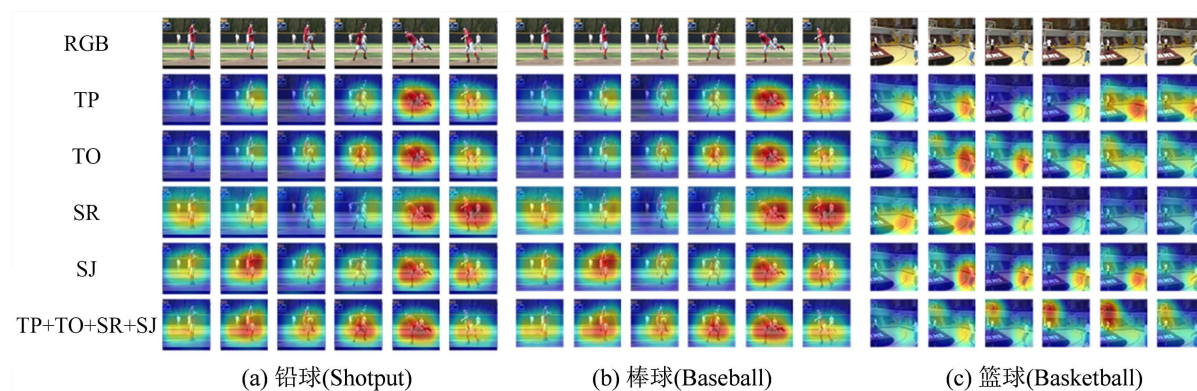 RGB
TP
TO
SR
SJ
TP+TO+SR+SJ
(a) 铅球(Shotput)
(b) 棒球(Baseball)
(c) 篮球(Basketball)